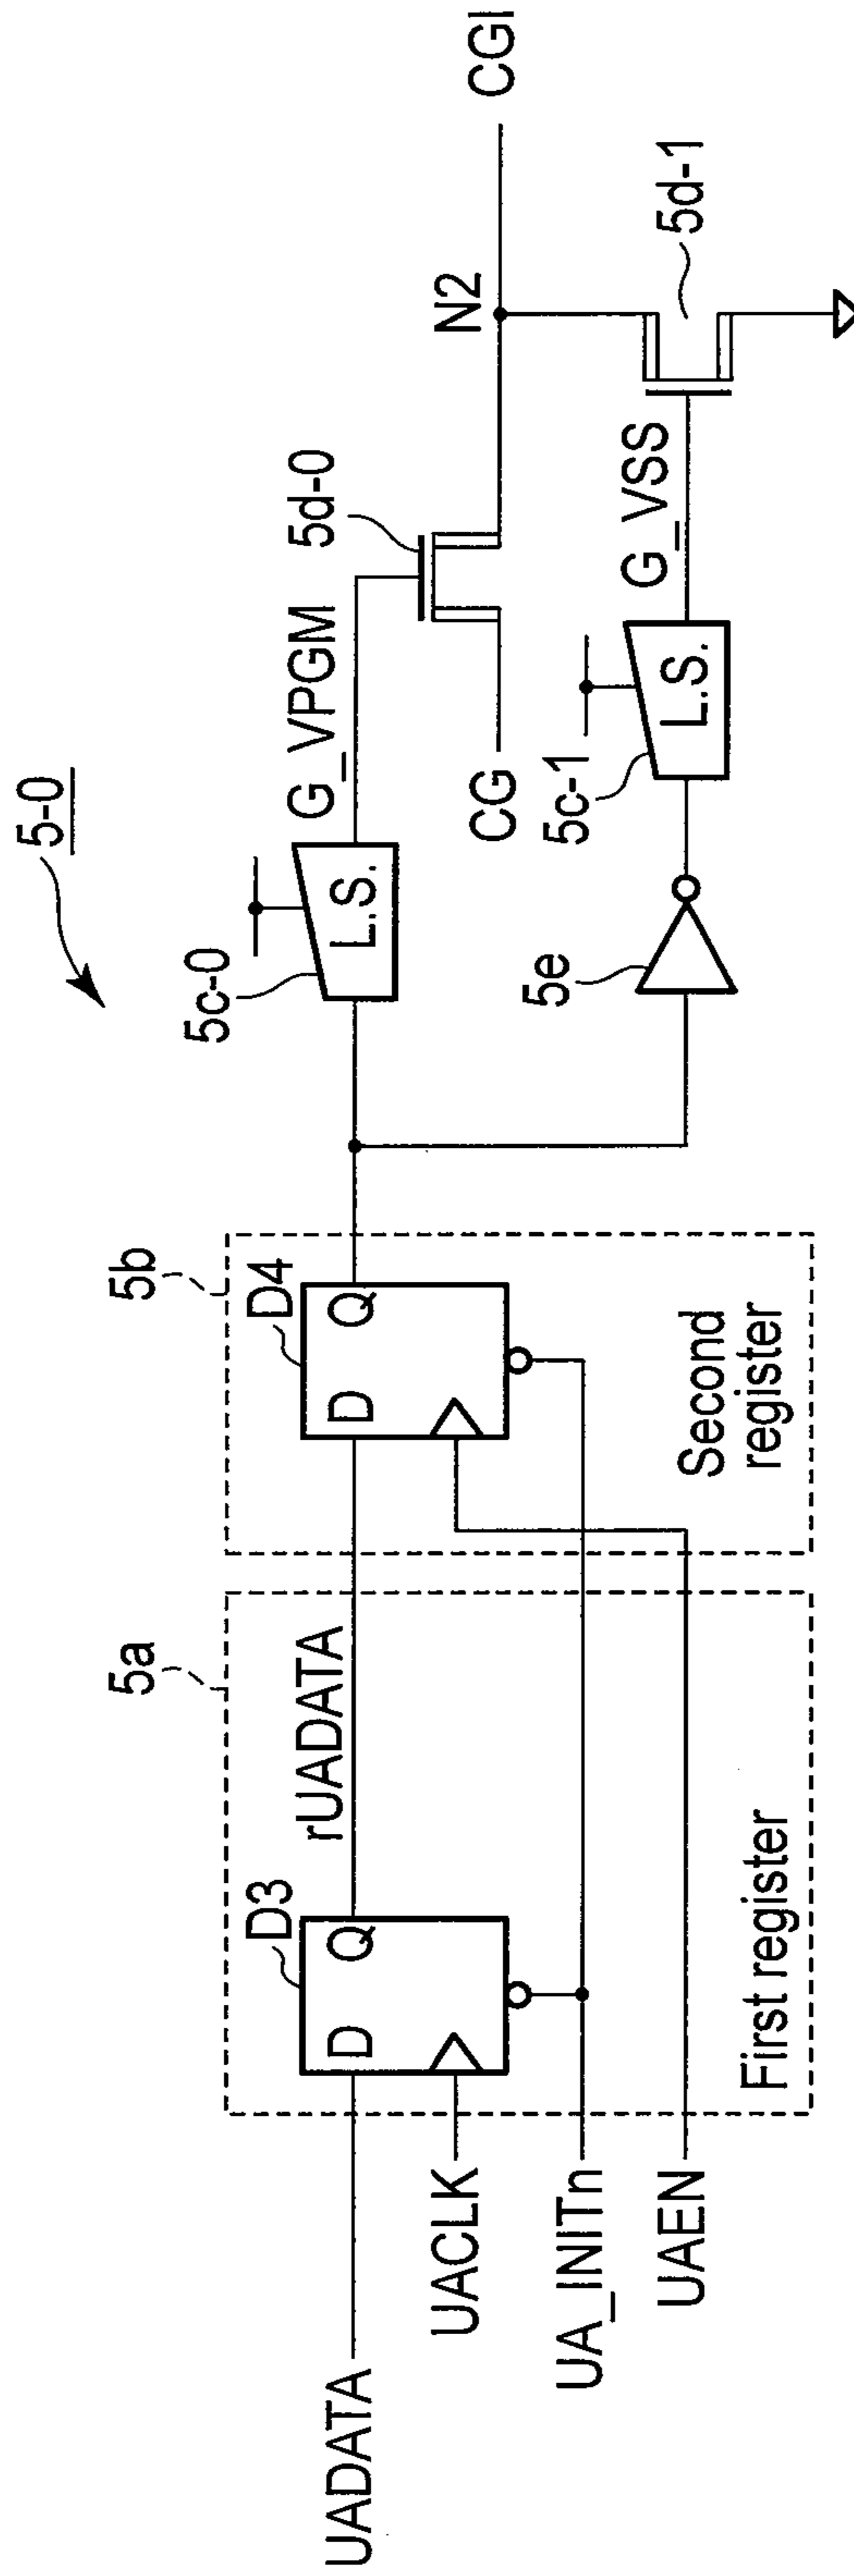 5-0
5c-0
L.S.
G_VPGM
5d-0
N2
CGI
CG
5c-1
L.S.
G_VSS
5d-1
5e
5b
D4
D
Q
Second
register
5a
D3
D
Q
rUADATA
First register
UADATA
UACLK
UA_INITn
UAEN